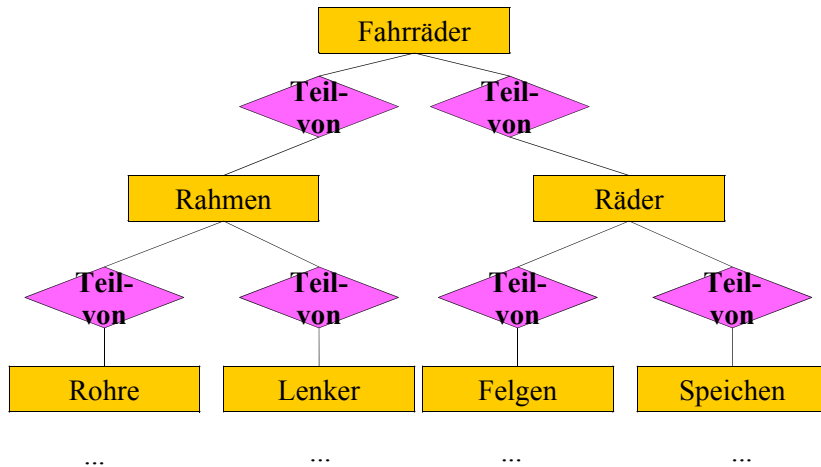 Fahrräder
Teil-
von
Teil-
von
Rahmen
Räder
Teil-
von
Teil-
von
Teil-
von
Teil-
von
Rohre
Lenker
Felgen
Speichen
...
...
...
...